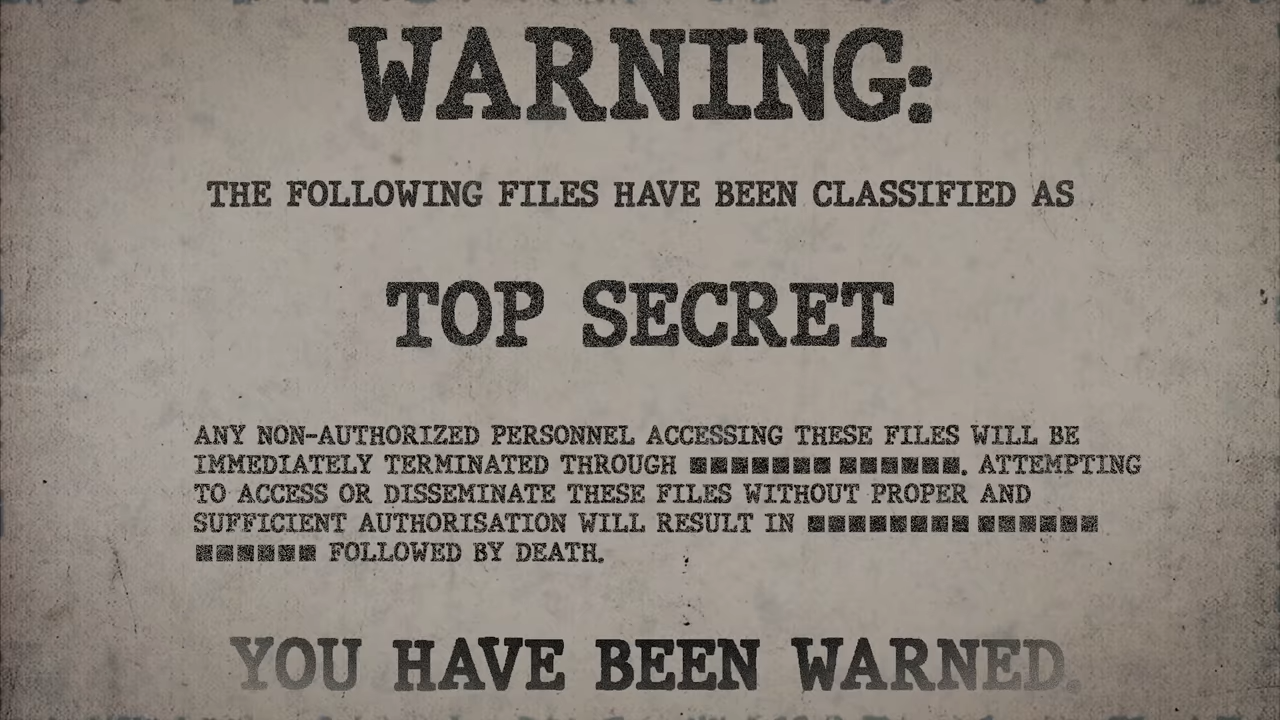 WARNING:
THE FOLLOWING FILES HAVE BEEN CLASSIFIED AS
TOP SECRET
ANY NON-AUTHORIZED PERSONNEL ACCESSING THESE FILES WILL BE
IMMEDIATELY TERMINATED THROUGH ■■■■■■■ ■■■■■■. ATTEMPTING
TO ACCESS OR DISSEMINATE THESE FILES WITHOUT PROPER AND
SUFFICIENT AUTHORISATION WILL RESULT IN ■■■■■■■■ ■■■■■■
■■■■■■ FOLLOWED BY DEATH.
YOU HAVE BEEN WARNED.